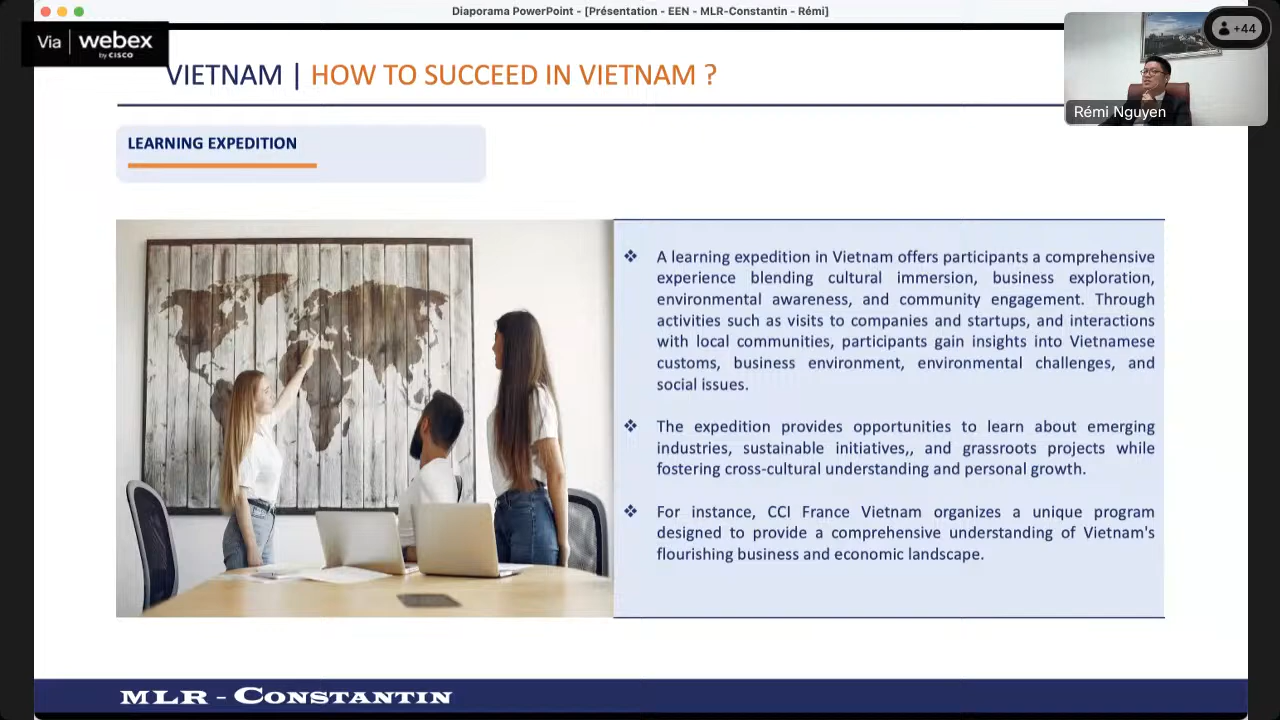 Diaporama PowerPoint - [Présentation - EEN - MLR-Constantin - Rémi]
Via webex
by CISCO
+44
VIETNAM | HOW TO SUCCEED IN VIETNAM ?
Rémi Nguyen
LEARNING EXPEDITION
❖ A learning expedition in Vietnam offers participants a comprehensive
experience blending cultural immersion, business exploration,
environmental awareness, and community engagement. Through
activities such as visits to companies and startups, and interactions
with local communities, participants gain insights into Vietnamese
customs, business environment, environmental challenges, and
social issues.
❖ The expedition provides opportunities to learn about emerging
industries, sustainable initiatives,, and grassroots projects while
fostering cross-cultural understanding and personal growth.
❖ For instance, CCI France Vietnam organizes a unique program
designed to provide a comprehensive understanding of Vietnam's
flourishing business and economic landscape.
MLR - CONSTANTIN